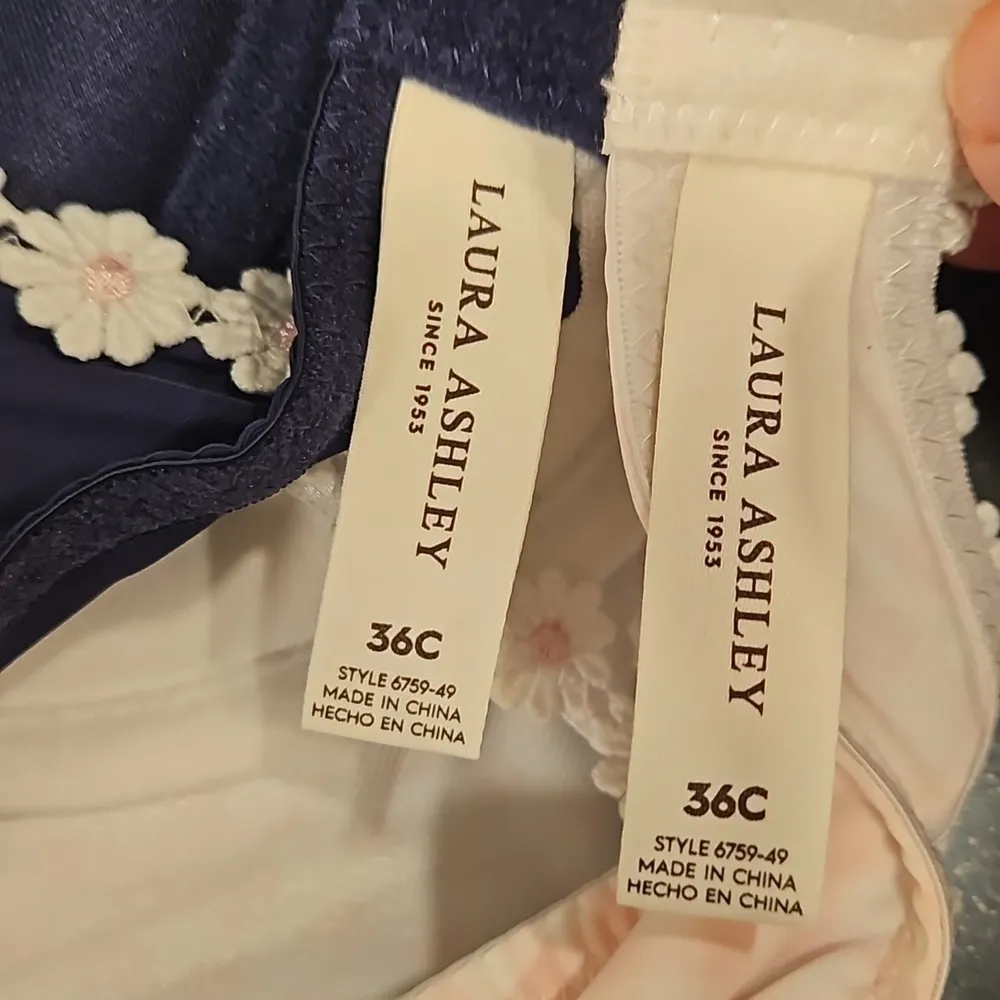 LAURA ASHLEY
SINCE 1953
36C
STYLE 6759-49
MADE IN CHINA
HECHO EN CHINA
LAURA ASHLEY
SINCE 1953
36C
STYLE 6759-49
MADE IN CHINA
HECHO EN CHINA